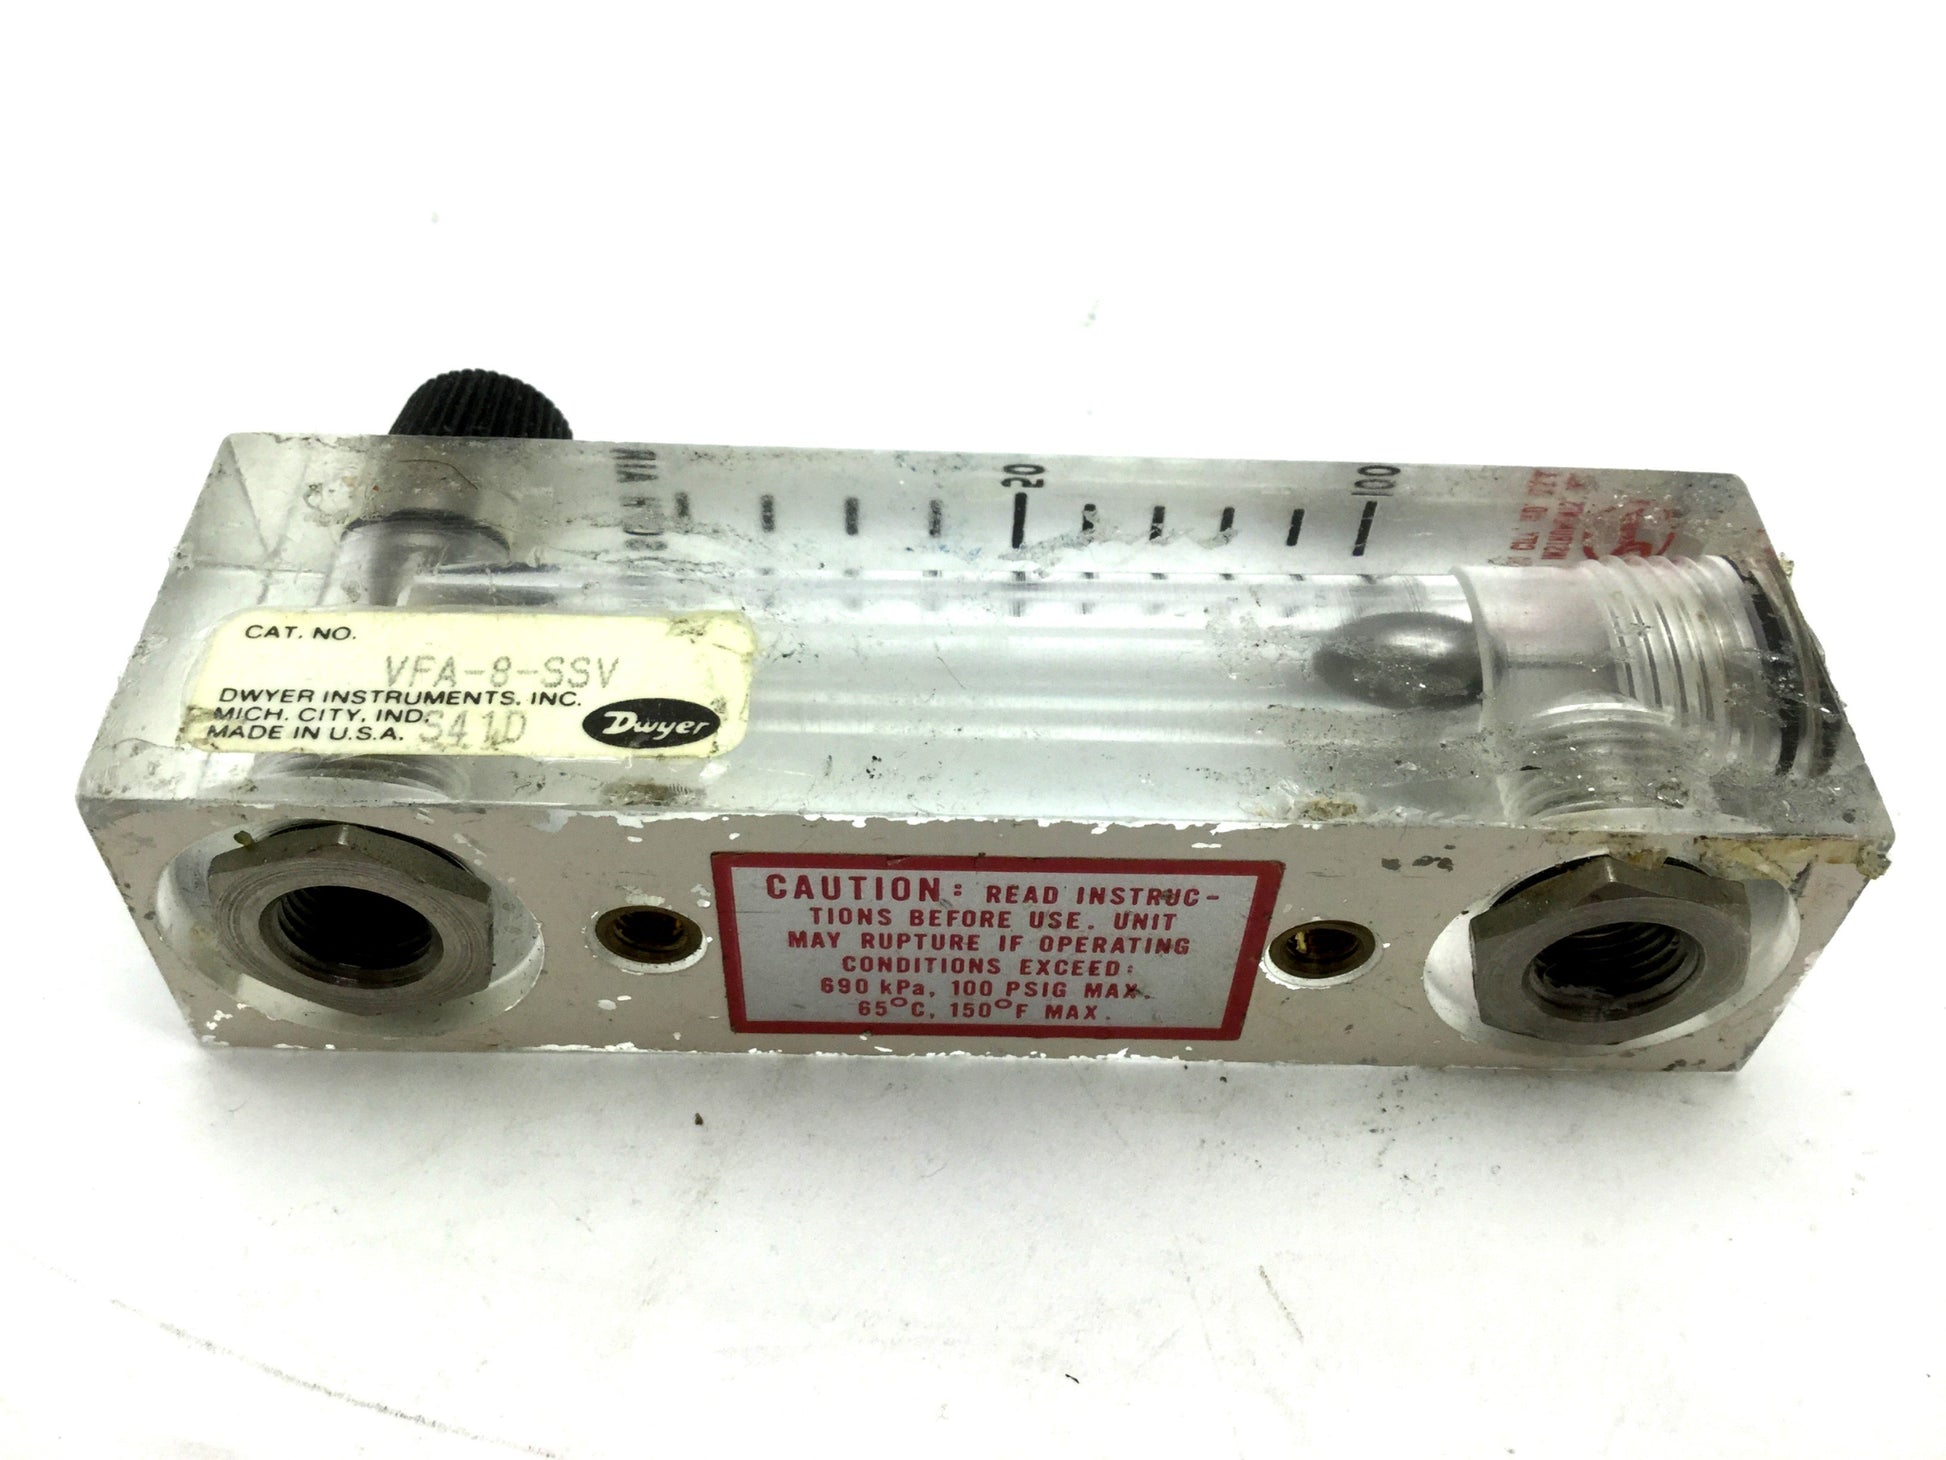 CAT. NO.
VFA-8-SSV
DWYER INSTRUMENTS, INC.
MICH. CITY, IND.
MADE IN U.S.A. S41D
Dwyer
20
100
CAUTION: READ INSTRUC-
TIONS BEFORE USE. UNIT
MAY RUPTURE IF OPERATING
CONDITIONS EXCEED:
690 kPa, 100 PSIG MAX.
65°C, 150°F MAX.